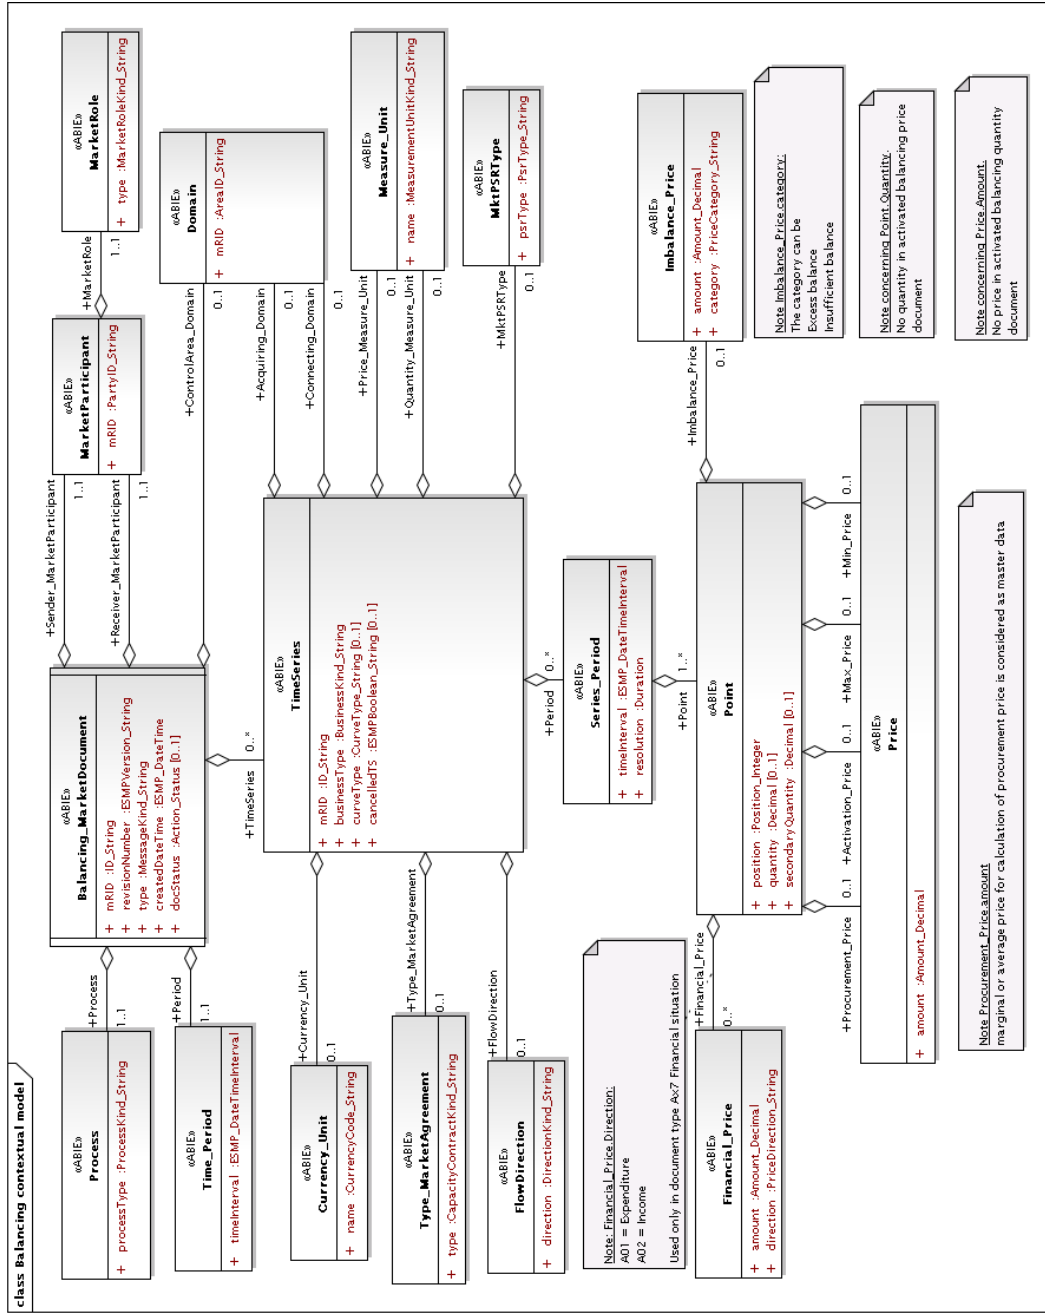 class Balancing contextual model
«ABIE»
Process
+ processType :ProcessKind_String
+Process
1..1
«ABIE»
Time_Period
+ timeInterval :ESMP_DateTimeInterval
+Period
1..1
«ABIE»
Balancing_MarketDocument
+ mRID :ID_String
+ revisionNumber :ESMPVersion_String
+ type :MessageKind_String
+ createdDateTime :ESMP_DateTime
+ docStatus :Action_Status [0..1]
+Sender_MarketParticipant
1..1
+Receiver_MarketParticipant
1..1
«ABIE»
MarketParticipant
+ mRID :PartyID_String
+MarketRole
1..1
«ABIE»
MarketRole
+ type :MarketRoleKind_String
+ControlArea_Domain
0..1
+Acquiring_Domain
0..1
+Connecting_Domain
0..1
«ABIE»
Domain
+ mRID :AreaID_String
+TimeSeries
0..*
«ABIE»
TimeSeries
+ mRID :ID_String
+ businessType :BusinessKind_String
+ curveType :CurveType_String [0..1]
+ cancelledTS :ESMPBoolean_String [0..1]
+Price_Measure_Unit
0..1
+Quantity_Measure_Unit
0..1
«ABIE»
Measure_Unit
+ name :MeasurementUnitKind_String
+MktPSRType
0..1
«ABIE»
MktPSRType
+ psrType :PsrType_String
«ABIE»
Currency_Unit
+ name :CurrencyCode_String
+Currency_Unit
0..1
«ABIE»
Type_MarketAgreement
+ type :CapacityContractKind_String
+Type_MarketAgreement
0..1
«ABIE»
FlowDirection
+ direction :DirectionKind_String
+FlowDirection
0..1
+Period
0..*
«ABIE»
Series_Period
+ timeInterval :ESMP_DateTimeInterval
+ resolution :Duration
+Point
1..*
Note: Financial_Price.Direction:
A01 = Expenditure
A02 = Income
Used only in document type Ax7 Financial situation
«ABIE»
Point
+ position :Position_Integer
+ quantity :Decimal [0..1]
+ secondaryQuantity :Decimal [0..1]
+Imbalance_Price
0..1
«ABIE»
Imbalance_Price
+ amount :Amount_Decimal
+ category :PriceCategory_String
«ABIE»
Financial_Price
+ amount :Amount_Decimal
+ direction :PriceDirection_String
+Financial_Price
0..*
Note Imbalance_Price.category:
The category can be
Excess balance
Insufficient balance
Note concerning Point.Quantity.
No quantity in activated balancing price
document
Note concerning Price.Amount.
No price in activated balancing quantity
document
+Procurement_Price
0..1
+Activation_Price
0..1
+Max_Price
0..1
+Min_Price
0..1
«ABIE»
Price
+ amount :Amount_Decimal
Note Procurement_Price.amount
marginal or average price for calculation of procurement price is considered as master data